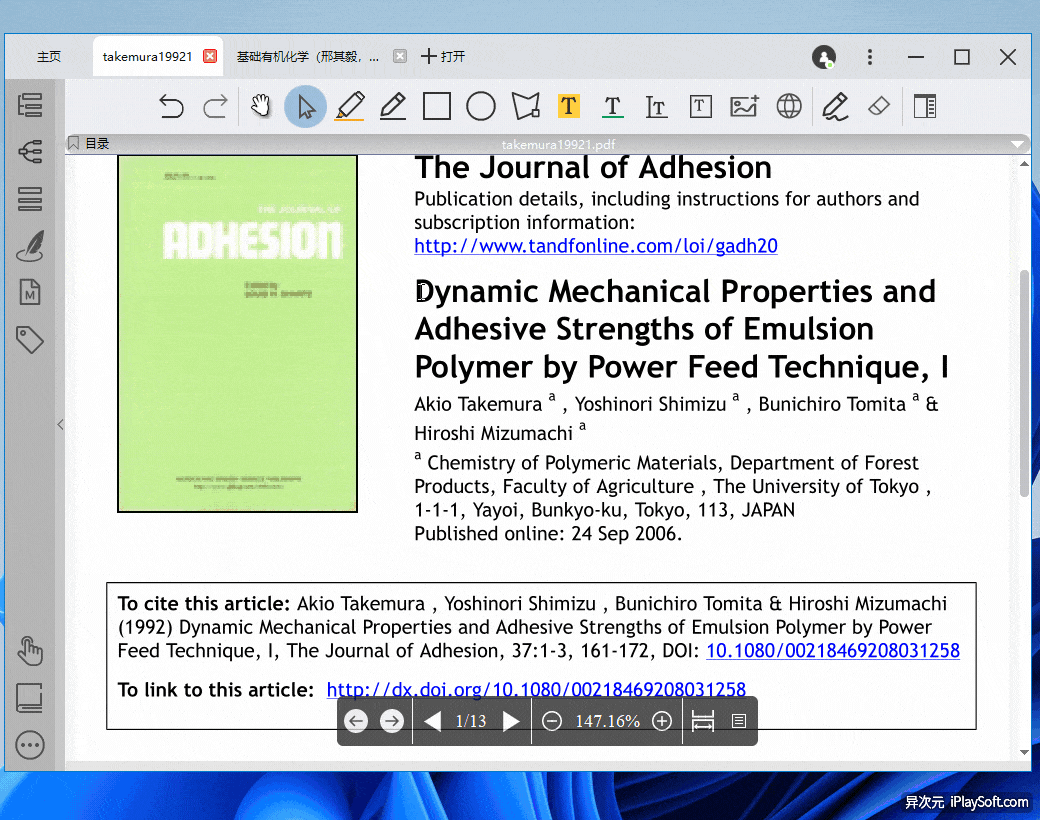 主页
takemura19921
基础有机化学（邢其毅，...
打开
T
T
T
T
M
目录
takemura19921.pdf
THE JOURNAL OF
ADHESION
The Journal of Adhesion
Publication details, including instructions for authors and
subscription information:
http://www.tandfonline.com/loi/gadh20
Dynamic Mechanical Properties and
Adhesive Strengths of Emulsion
Polymer by Power Feed Technique, I
Akio Takemura a , Yoshinori Shimizu a , Bunichiro Tomita a &
Hiroshi Mizumachi a
a Chemistry of Polymeric Materials, Department of Forest
Products, Faculty of Agriculture , The University of Tokyo ,
1-1-1, Yayoi, Bunkyo-ku, Tokyo, 113, JAPAN
Published online: 24 Sep 2006.
To cite this article: Akio Takemura , Yoshinori Shimizu , Bunichiro Tomita & Hiroshi Mizumachi
(1992) Dynamic Mechanical Properties and Adhesive Strengths of Emulsion Polymer by Power
Feed Technique, I, The Journal of Adhesion, 37:1-3, 161-172, DOI: 10.1080/00218469208031258
To link to this article: http://dx.doi.org/10.1080/00218469208031258
1/13
147.16%
异次元 iPlaySoft.com